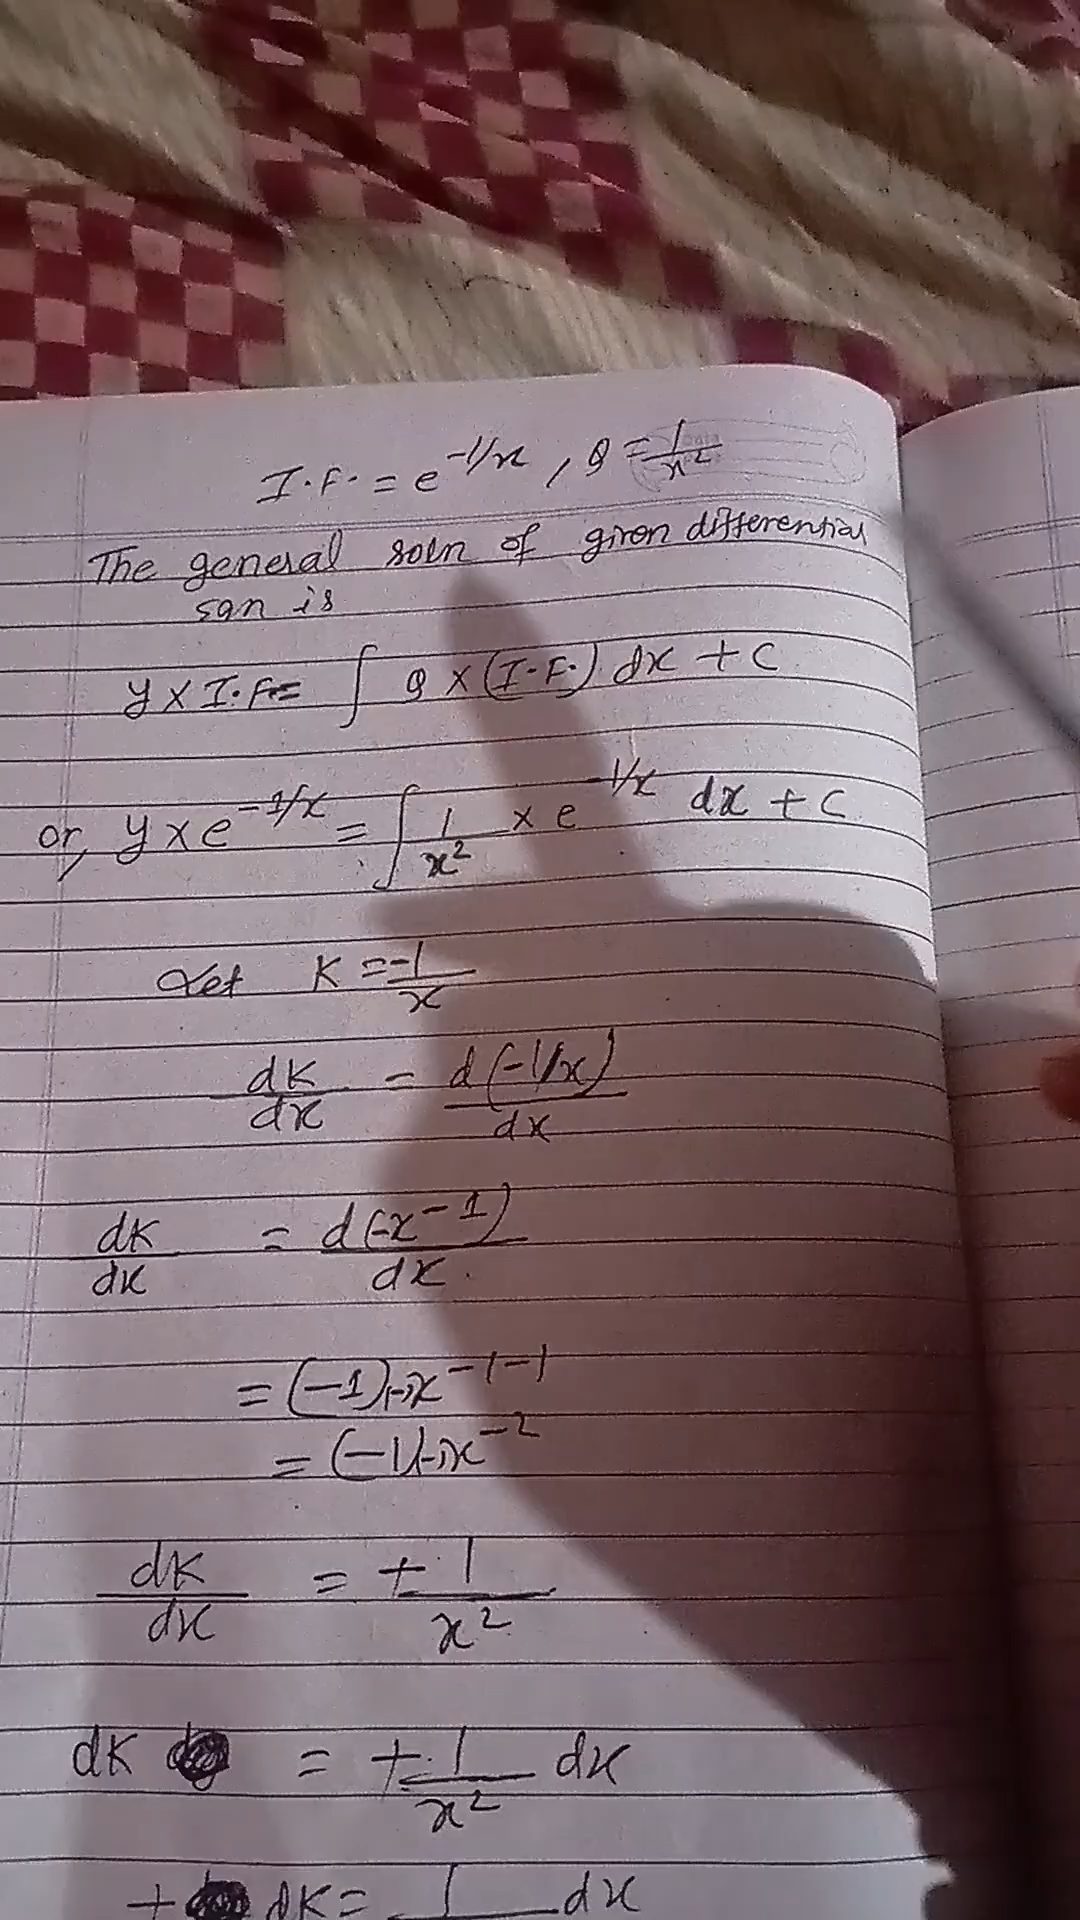 I.F. = e^-1/x , Q = 1/x²
The general soln of given differential
eqn is
y × I.F. = ∫ Q × (I.F.) dx + C
or, y × e^-1/x = ∫ 1/x² × e^-1/x dx + C
Let K = -1/x
dK/dx = d(-1/x)/dx
dK/dx = d(-x^-1)/dx
= (-1)(-)x^-1-1
= (-1)(-)x^-2
dK/dx = + 1/x²
dK = + 1/x² dx
+ dK = 1 dx